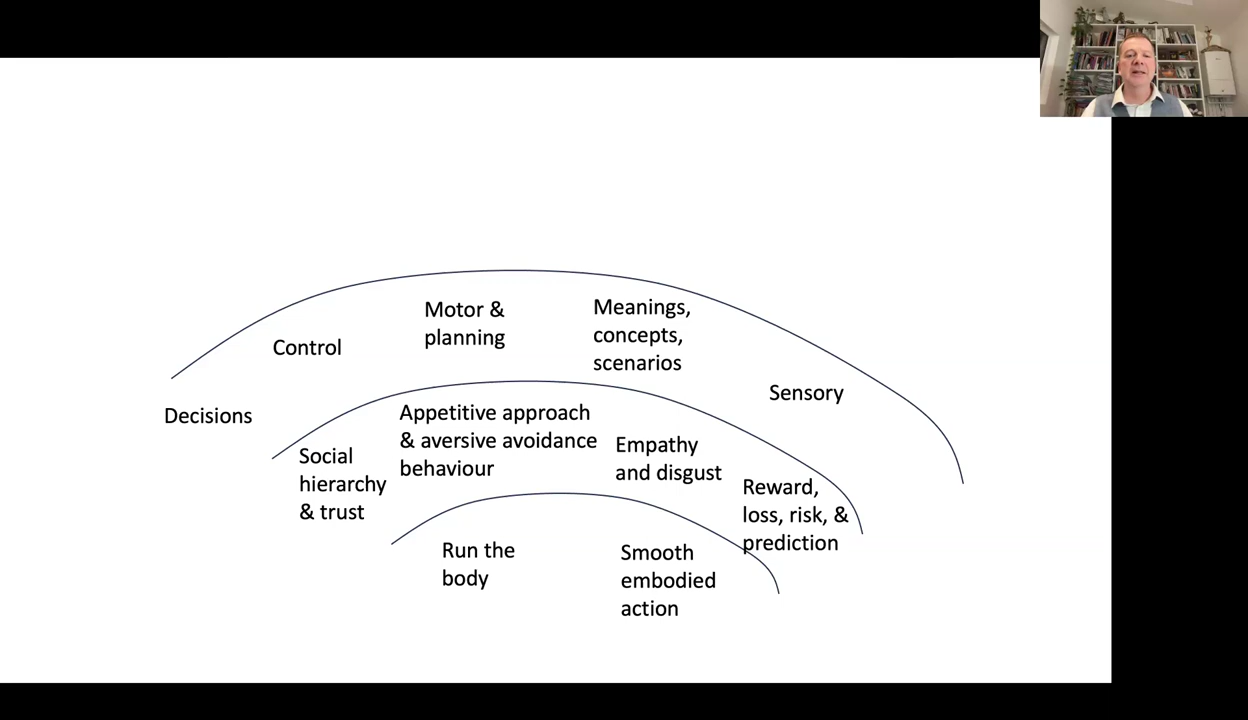 Motor &
planning
Meanings,
concepts,
scenarios
Control
Sensory
Decisions
Appetitive approach
& aversive avoidance
behaviour
Social
hierarchy
& trust
Empathy
and disgust
Reward,
loss, risk, &
prediction
Run the
body
Smooth
embodied
action